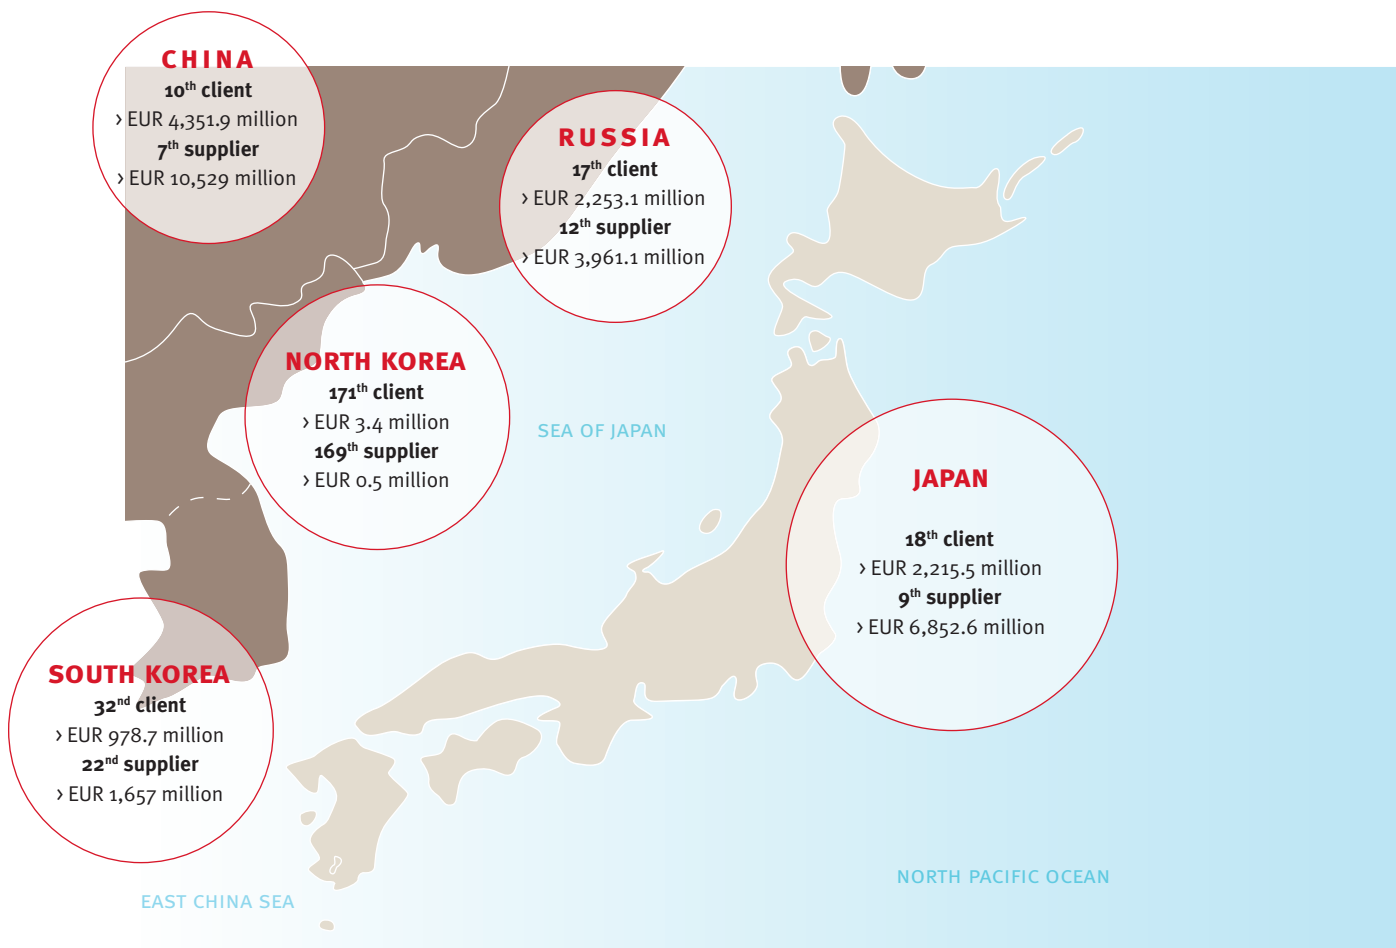 CHINA
10th client
> EUR 4,351.9 million
7th supplier
> EUR 10,529 million
RUSSIA
17th client
> EUR 2,253.1 million
12th supplier
> EUR 3,961.1 million
NORTH KOREA
171th client
> EUR 3.4 million
169th supplier
> EUR 0.5 million
SEA OF JAPAN
JAPAN
18th client
> EUR 2,215.5 million
9th supplier
> EUR 6,852.6 million
SOUTH KOREA
32nd client
> EUR 978.7 million
22nd supplier
> EUR 1,657 million
NORTH PACIFIC OCEAN
EAST CHINA SEA